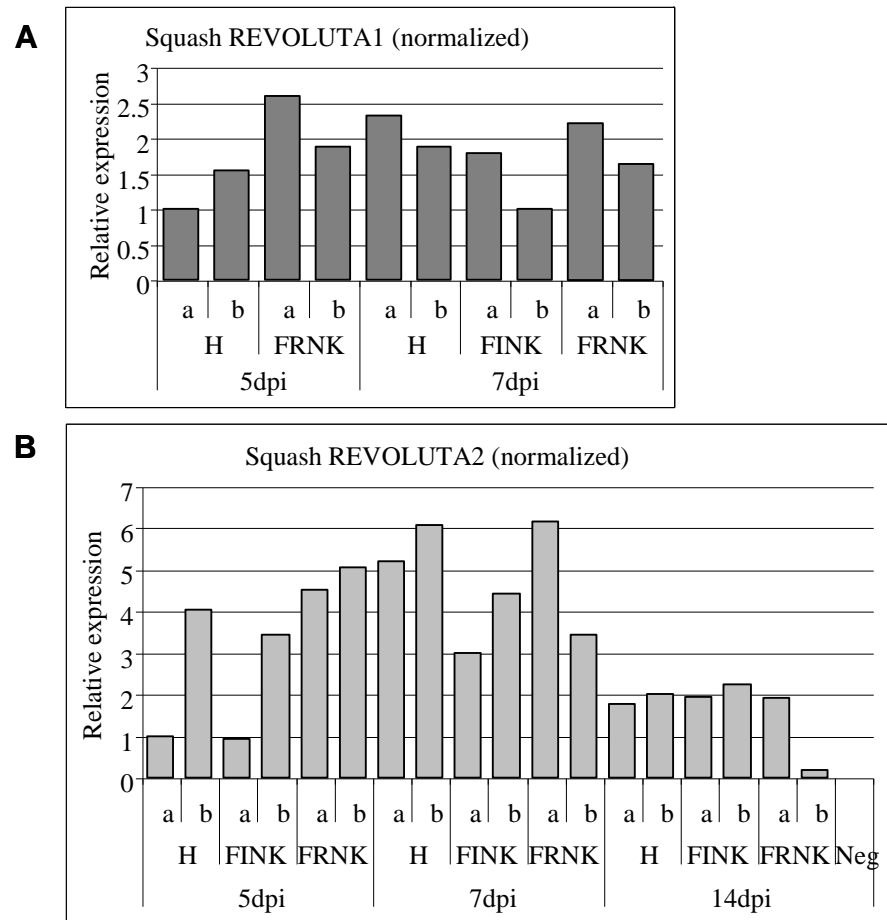 A
Squash REVOLUTA1 (normalized)
Relative expression
3
2.5
2
1.5
1
0.5
0
a b a b a b a b a b
H FRNK H FINK FRNK
5dpi 7dpi
B
Squash REVOLUTA2 (normalized)
Relative expression
7
6
5
4
3
2
1
0
a b a b a b a b a b a b a b a b a b
H FINK FRNK H FINK FRNK H FINK FRNK Neg
5dpi 7dpi 14dpi